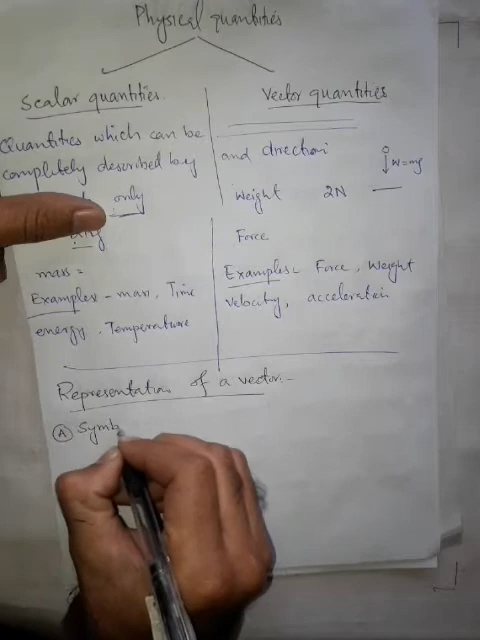 Physical quantities
Scalar quantities.
Quantities which can be
completely described by
only
mass =
Examples - mass, Time
energy, Temperature
Vector quantities
and direction
W=mg
Weight 2N
Force
Examples- Force, Weight
velocity, acceleration
Representation of a vector:-
(A) Symb